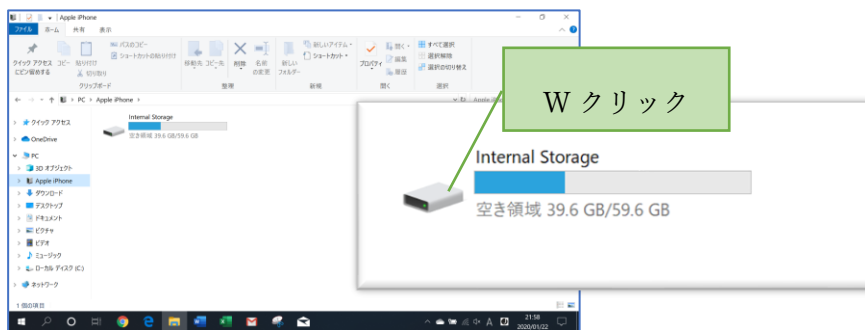 Apple iPhone
ファイル ホーム 共有 表示
クイック アクセスにピン留めする
コピー
貼り付け
パスのコピー
ショートカットの貼り付け
切り取り
移動先 コピー先 削除 名前の変更
新しいフォルダー
新しいアイテム
ショートカット
プロパティ
開く
編集
履歴
すべて選択
選択解除
選択の切り替え
クリップボード 整理 新規 開く 選択
PC > Apple iPhone >
クイック アクセス
OneDrive
PC
3D オブジェクト
Apple iPhone
ダウンロード
デスクトップ
ドキュメント
ピクチャ
ビデオ
ミュージック
ローカル ディスク (C:)
ネットワーク
Internal Storage
空き領域 39.6 GB/59.6 GB
W クリック
Internal Storage
空き領域 39.6 GB/59.6 GB
1 個の項目
A
21:58
2020/01/22